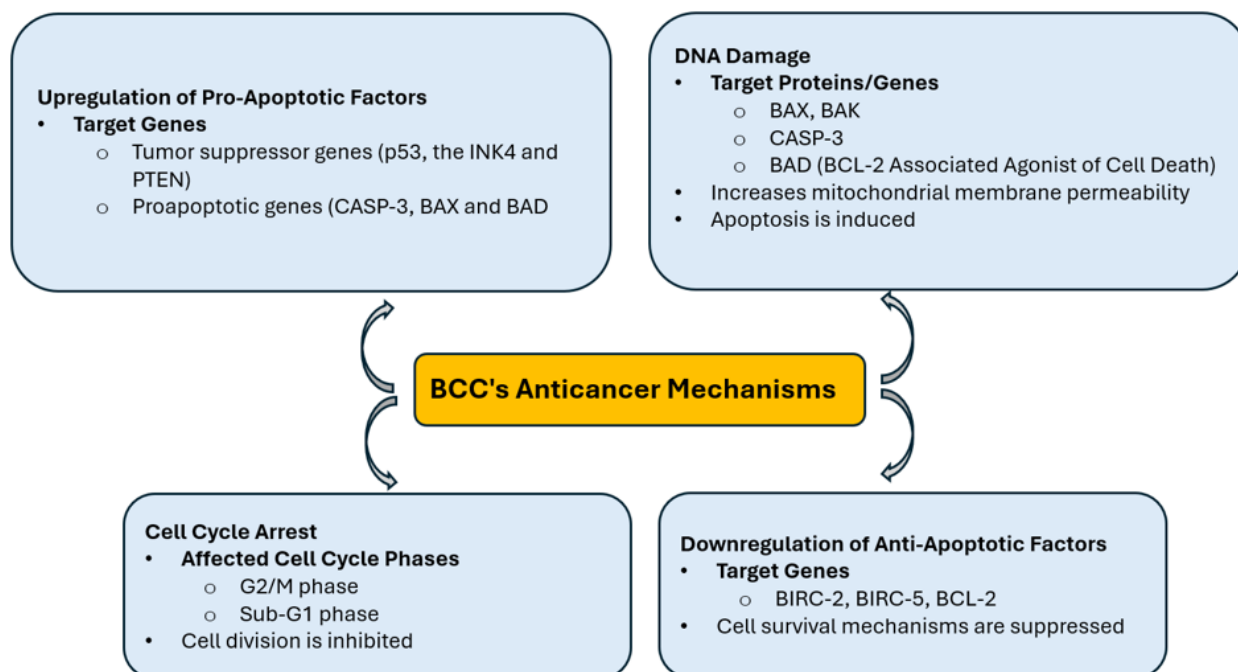 Upregulation of Pro-Apoptotic Factors
• Target Genes
o Tumor suppressor genes (p53, the INK4 and
PTEN)
o Proapoptotic genes (CASP-3, BAX and BAD
DNA Damage
• Target Proteins/Genes
o BAX, BAK
o CASP-3
o BAD (BCL-2 Associated Agonist of Cell Death)
• Increases mitochondrial membrane permeability
• Apoptosis is induced
BCC's Anticancer Mechanisms
Cell Cycle Arrest
• Affected Cell Cycle Phases
o G2/M phase
o Sub-G1 phase
• Cell division is inhibited
Downregulation of Anti-Apoptotic Factors
• Target Genes
o BIRC-2, BIRC-5, BCL-2
• Cell survival mechanisms are suppressed